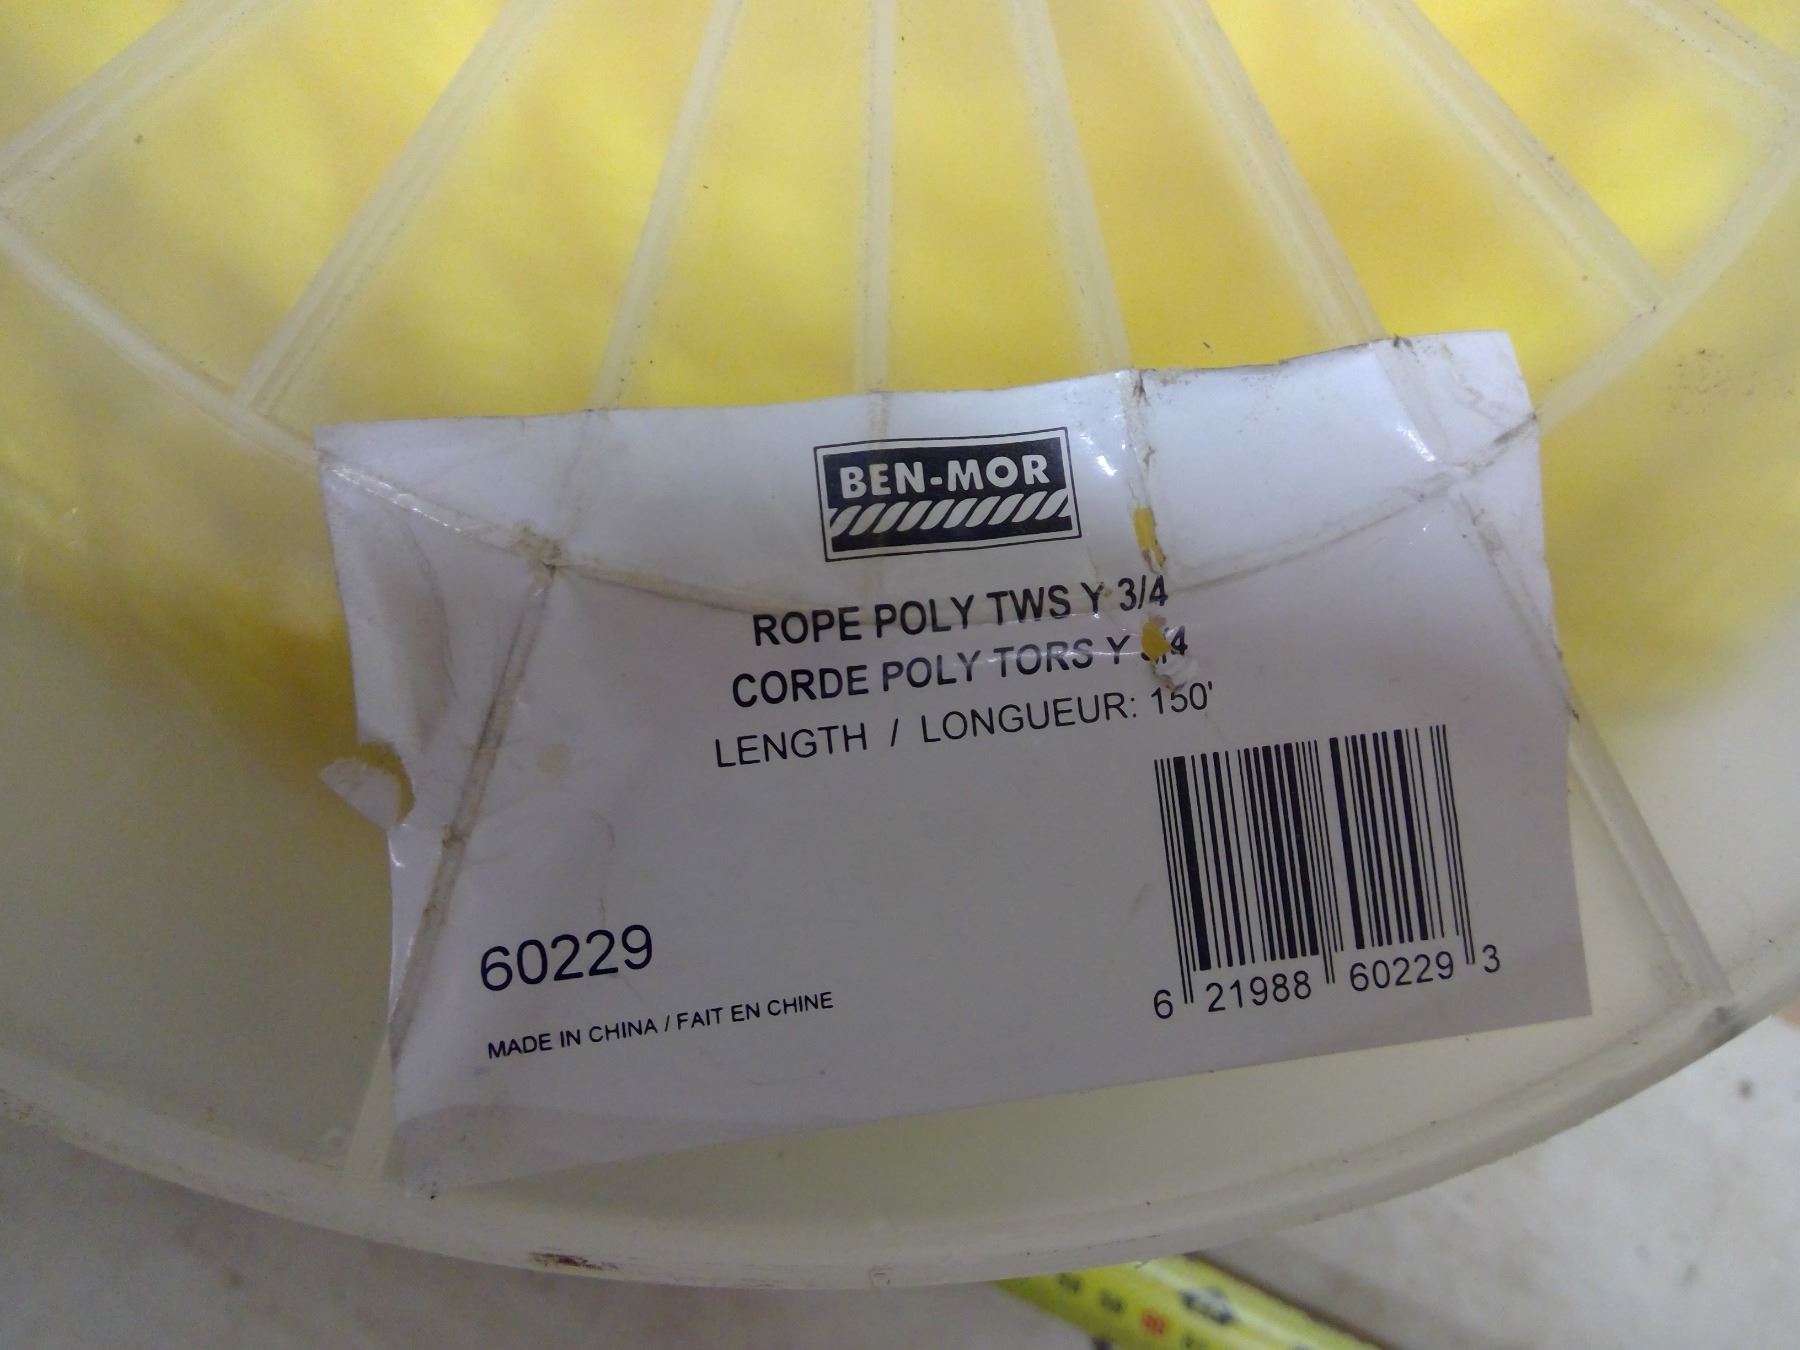 BEN-MOR
ROPE POLY TWS Y 3/4
CORDE POLY TORS Y
LENGTH / LONGUEUR: 150'
60229
MADE IN CHINA / FAIT EN CHINE
6 21988 60229 3